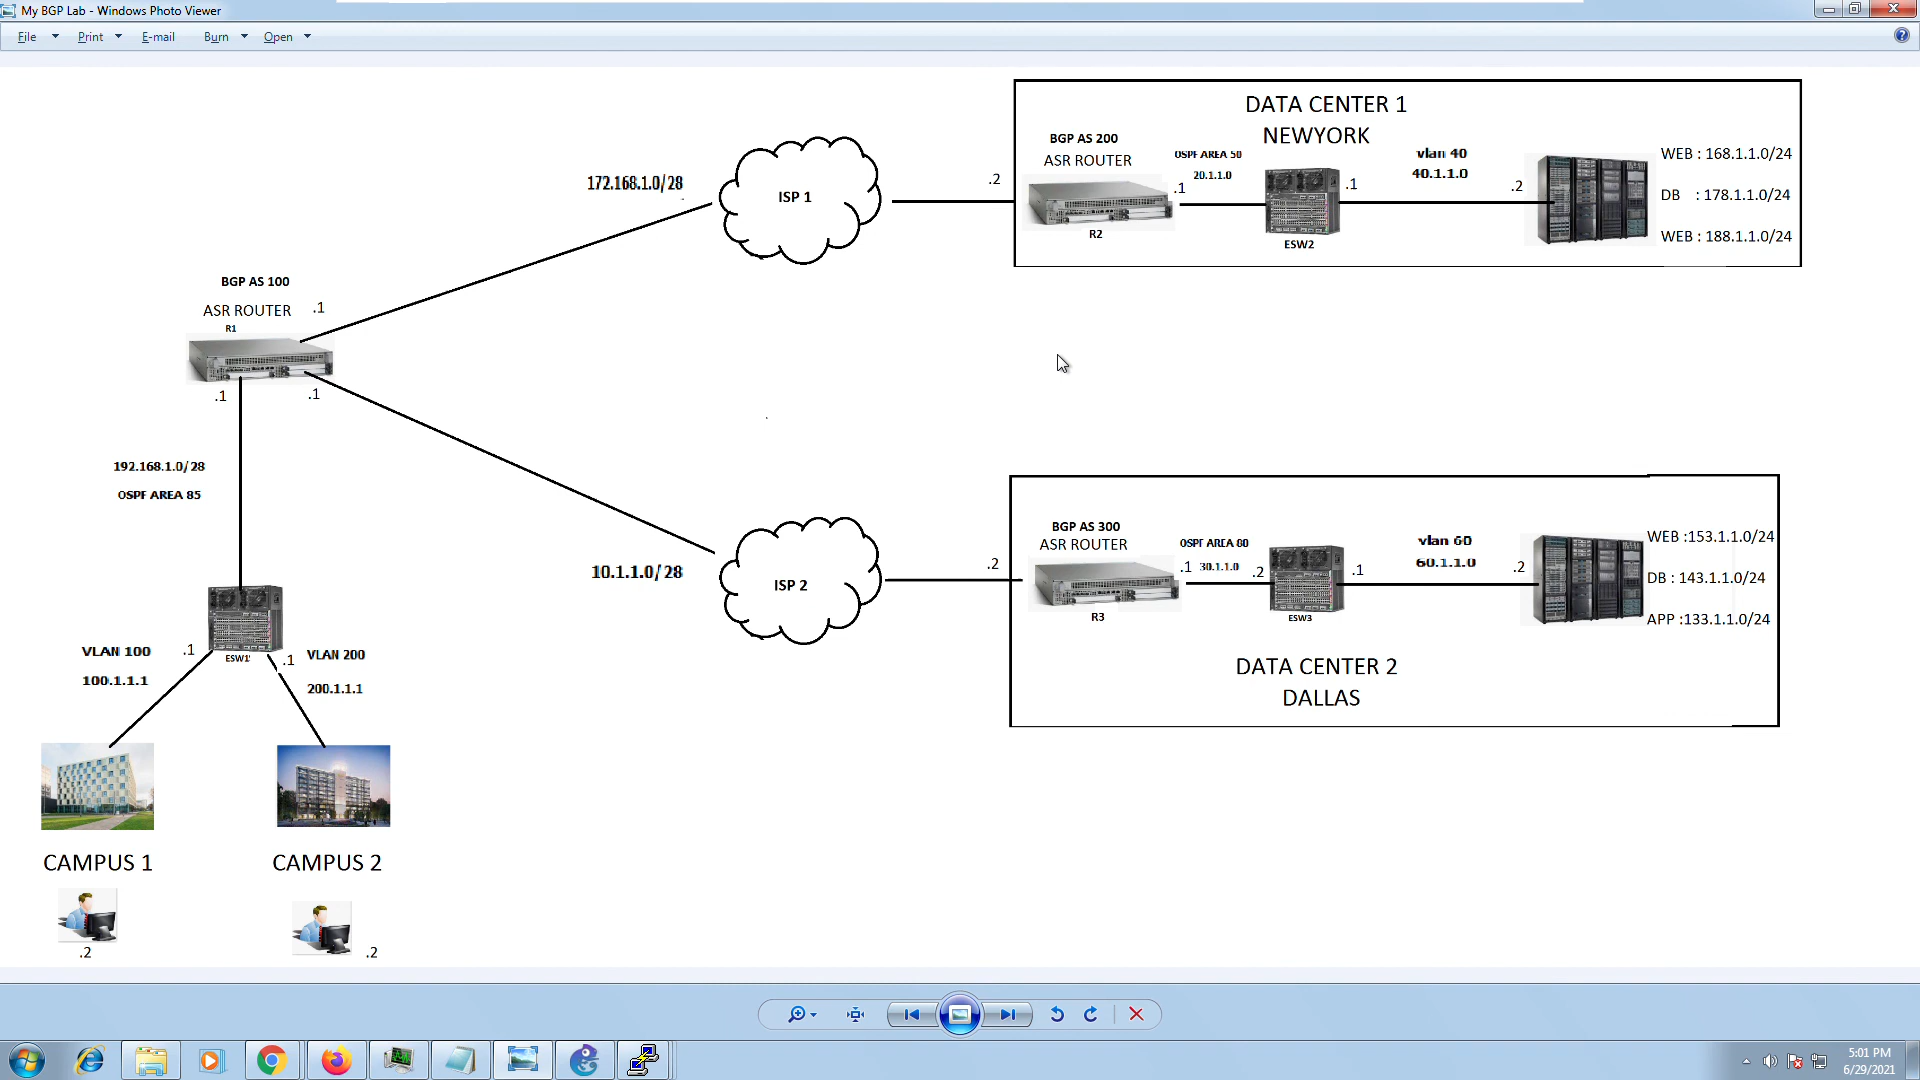 My BGP Lab - Windows Photo Viewer
File Print E-mail Burn Open
DATA CENTER 1
NEWYORK
BGP AS 200
ASR ROUTER
OSPF AREA 50
20.1.1.0
vlan 40
40.1.1.0
WEB : 168.1.1.0/24
DB : 178.1.1.0/24
WEB : 188.1.1.0/24
172.168.1.0/28
ISP 1
.2
.1
.1
.2
R2
ESW2
BGP AS 100
ASR ROUTER
.1
R1
.1
.1
192.168.1.0/28
OSPF AREA 85
10.1.1.0/28
ISP 2
.2
BGP AS 300
ASR ROUTER
OSPF AREA 80
.1
30.1.1.0
.2
vlan 60
60.1.1.0
.1
.2
WEB :153.1.1.0/24
DB : 143.1.1.0/24
APP :133.1.1.0/24
R3
ESW3
DATA CENTER 2
DALLAS
VLAN 100
.1
ESW1
.1
VLAN 200
100.1.1.1
200.1.1.1
CAMPUS 1
CAMPUS 2
.2
.2
5:01 PM
6/29/2021